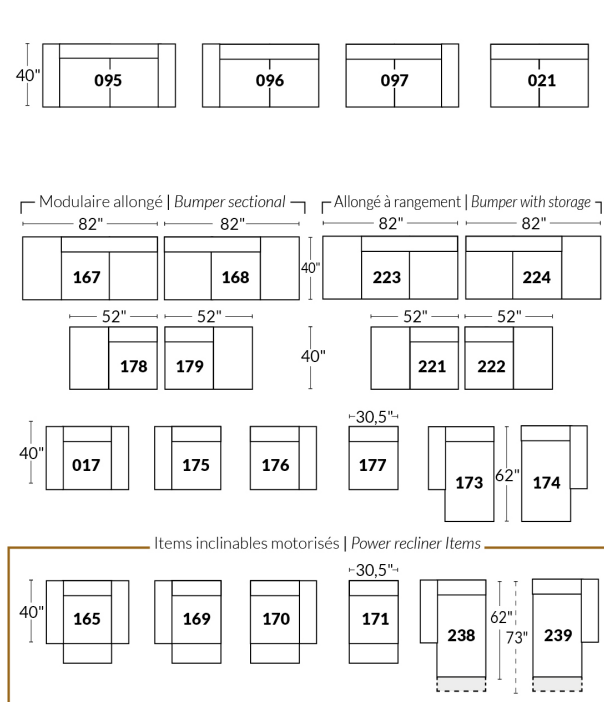 40" 095 096 097 021
Modulaire allongé | Bumper sectional Allongé à rangement | Bumper with storage
82" 82" 82" 82"
167 168 40" 223 224
52" 52" 52" 52"
178 179 40" 221 222
30,5"
40" 017 175 176 177 173 62" 174
Items inclinables motorisés | Power recliner Items
30,5"
40" 165 169 170 171 238 62" 73" 239